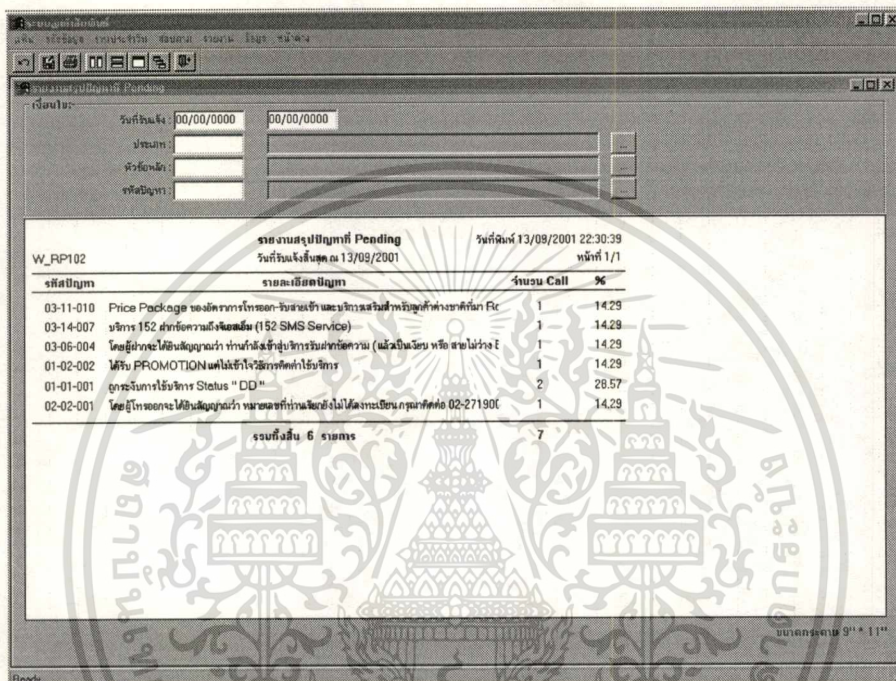 ระบบลูกค้าสัมพันธ์
รายงานสรุปปัญหาที่ Pending
เงื่อนไข:-
วันที่รับแจ้ง : 00/00/0000 00/00/0000
ประเภท :
หัวข้อหลัก :
รหัสปัญหา :
รายงานสรุปปัญหาที่ Pending วันที่พิมพ์ 13/09/2001 22:30:39
W_RP102 วันที่รับแจ้งสิ้นสุด ณ 13/09/2001 หน้าที่ 1/1
รหัสปัญหา รายละเอียดปัญหา จำนวน Call %
03-11-010 Price Package ของอัตราการโทรออก-รับสายเข้า และบริการเสริมสำหรับลูกค้าต่างชาติที่มา Rc 1 14.29
03-14-007 บริการ 152 ฝากข้อความถึงจีเอสเอ็ม (152 SMS Service) 1 14.29
03-06-004 โดยผู้ฝากจะได้ยินสัญญาณว่า ท่านกำลังเข้าสู่บริการรับฝากข้อความ (แล้วเป็นเงียบ หรือ สายไม่ว่าง 1 14.29
01-02-002 ได้รับ PROMOTION แต่ไม่เข้าใจวิธีการคิดค่าใช้บริการ 1 14.29
01-01-001 ถูกระงับการใช้บริการ Status " DD " 2 28.57
02-02-001 โดยผู้โทรออกจะได้ยินสัญญาณว่า หมายเลขที่ท่านเรียกยังไม่ได้ลงทะเบียน กรุณาติดต่อ 02-271900 1 14.29
รวมทั้งสิ้น 6 รายการ 7
ขนาดกระดาษ 9" * 11"
Ready